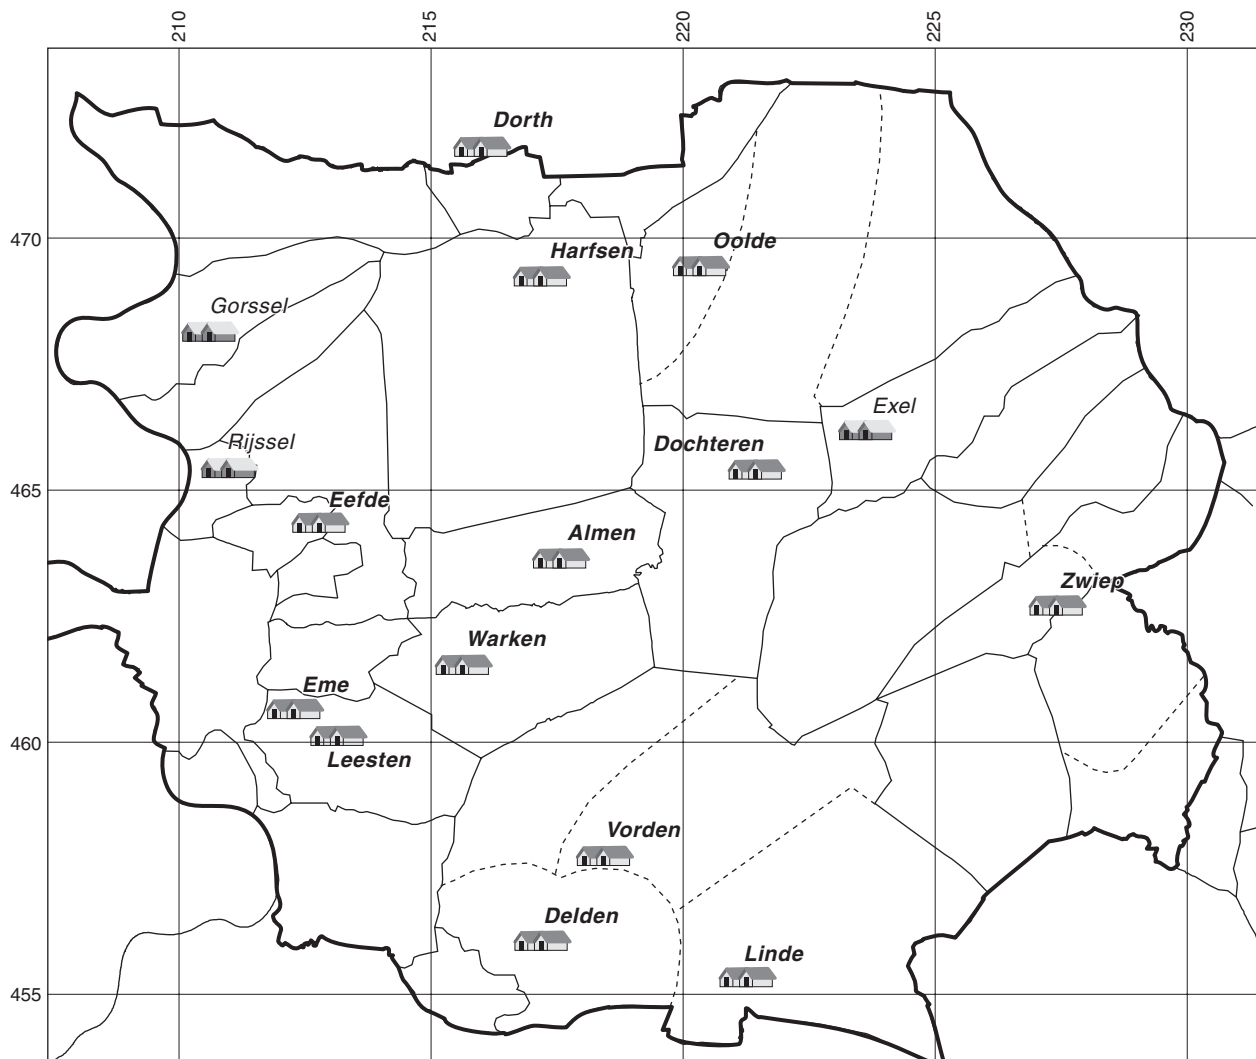 210
215
220
225
230
Dorth
470
Harfsen
Oolde
Gorssel
Exel
Rijssel
Dochteren
465
Eefde
Almen
Zwiep
Warken
Eme
460
Leesten
Vorden
Delden
Linde
455